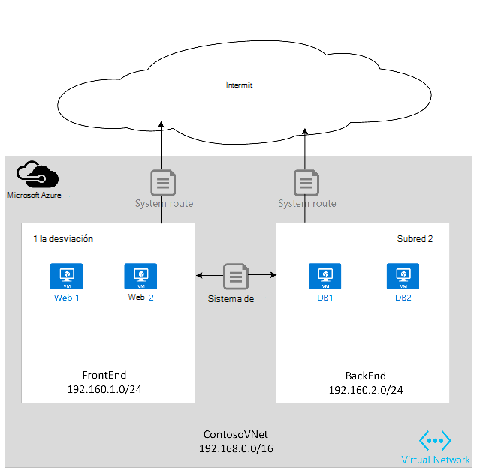 Intermit
Microsoft Azure
System route
System route
1 la desviación
Subred 2
Web 1
Web 2
Sistema de
DB1
DB2
VM
VM
VM
VM
FrontEnd
192.160.1.0/24
BackEnd
192.160.2.0/24
ContosoVNet
192.168.0.0/16
Virtual Network